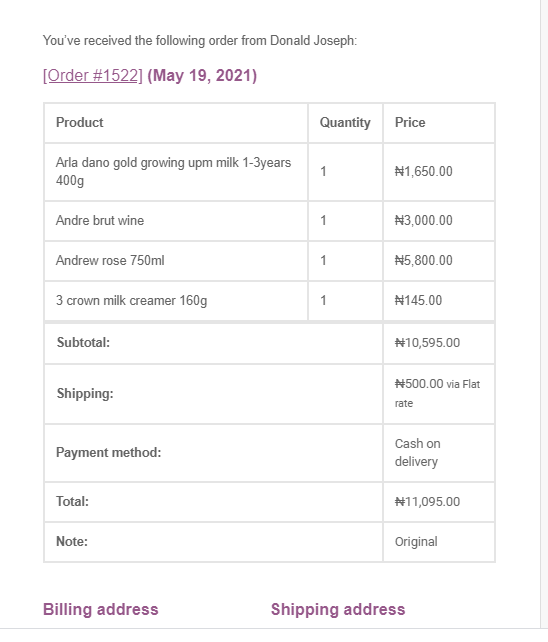 You've received the following order from Donald Joseph:
[Order #1522] (May 19, 2021)
Product Quantity Price
Arla dano gold growing upm milk 1-3years
400g
1 ₦1,650.00
Andre brut wine 1 ₦3,000.00
Andrew rose 750ml 1 ₦5,800.00
3 crown milk creamer 160g 1 ₦145.00
Subtotal: ₦10,595.00
Shipping: ₦500.00 via Flat
rate
Payment method: Cash on
delivery
Total: ₦11,095.00
Note: Original
Billing address Shipping address